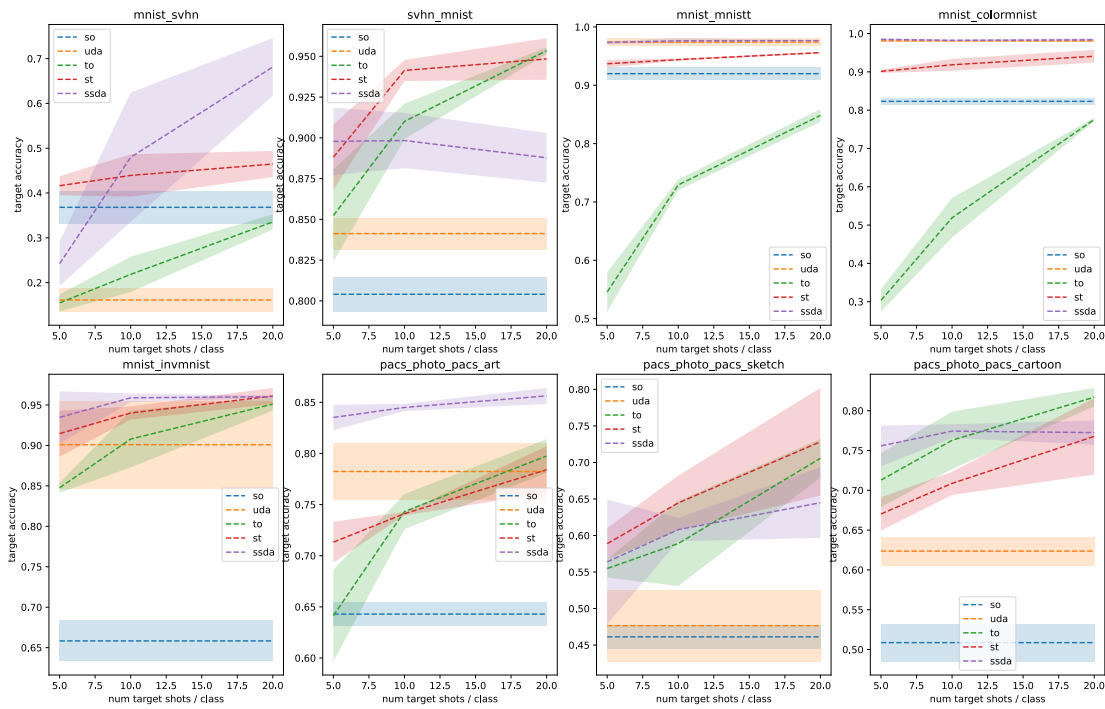 mnist_svhn
target accuracy
0.7
0.6
0.5
0.4
0.3
0.2
so
uda
to
st
ssda
5.0 7.5 10.0 12.5 15.0 17.5 20.0
num target shots / class
svhn_mnist
target accuracy
0.950
0.925
0.900
0.875
0.850
0.825
0.800
so
uda
to
st
ssda
5.0 7.5 10.0 12.5 15.0 17.5 20.0
num target shots / class
mnist_mnistt
target accuracy
1.0
0.9
0.8
0.7
0.6
0.5
so
uda
to
st
ssda
5.0 7.5 10.0 12.5 15.0 17.5 20.0
num target shots / class
mnist_colormnist
target accuracy
1.0
0.9
0.8
0.7
0.6
0.5
0.4
0.3
so
uda
to
st
ssda
5.0 7.5 10.0 12.5 15.0 17.5 20.0
num target shots / class
mnist_invmnist
target accuracy
0.95
0.90
0.85
0.80
0.75
0.70
0.65
so
uda
to
st
ssda
5.0 7.5 10.0 12.5 15.0 17.5 20.0
num target shots / class
pacs_photo_pacs_art
target accuracy
0.85
0.80
0.75
0.70
0.65
0.60
so
uda
to
st
ssda
5.0 7.5 10.0 12.5 15.0 17.5 20.0
num target shots / class
pacs_photo_pacs_sketch
target accuracy
0.80
0.75
0.70
0.65
0.60
0.55
0.50
0.45
so
uda
to
st
ssda
5.0 7.5 10.0 12.5 15.0 17.5 20.0
num target shots / class
pacs_photo_pacs_cartoon
target accuracy
0.80
0.75
0.70
0.65
0.60
0.55
0.50
so
uda
to
st
ssda
5.0 7.5 10.0 12.5 15.0 17.5 20.0
num target shots / class